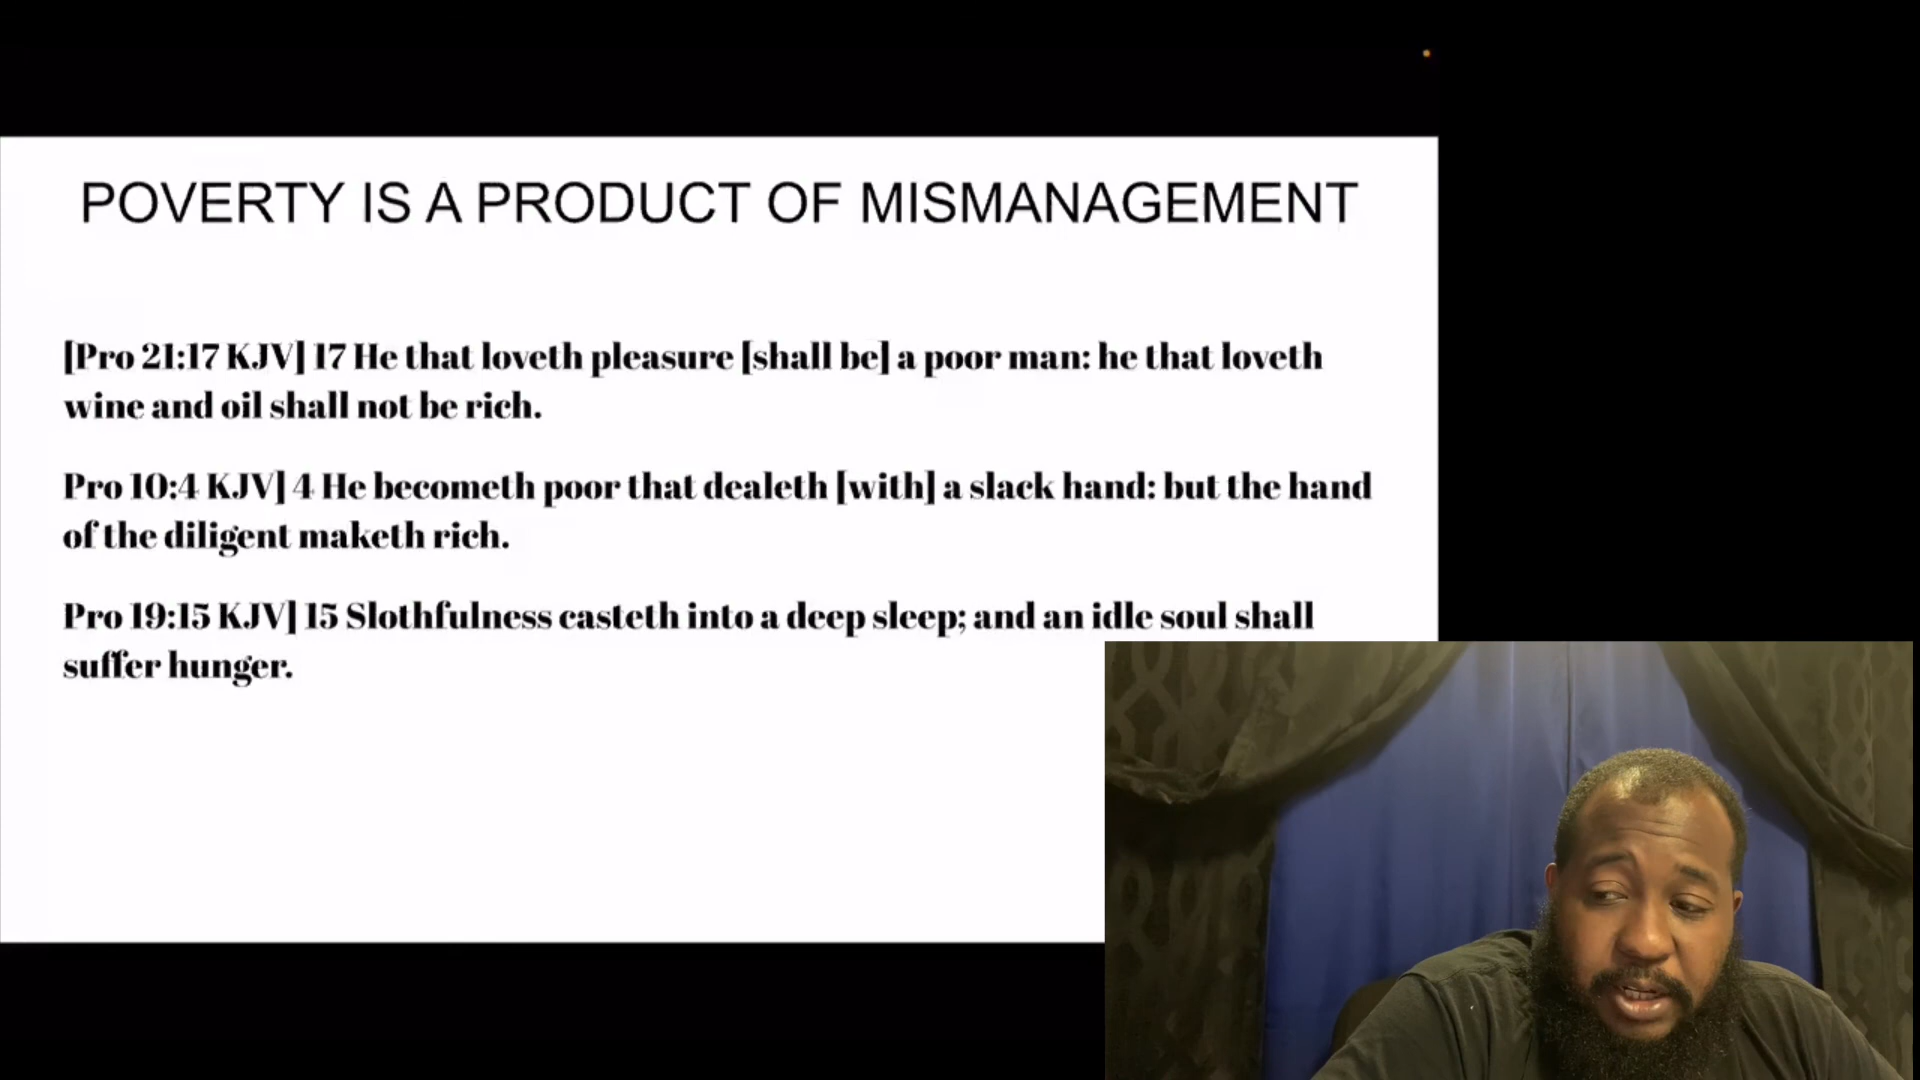 POVERTY IS A PRODUCT OF MISMANAGEMENT
[Pro 21:17 KJV] 17 He that loveth pleasure [shall be] a poor man: he that loveth
wine and oil shall not be rich.
Pro 10:4 KJV] 4 He becometh poor that dealeth [with] a slack hand: but the hand
of the diligent maketh rich.
Pro 19:15 KJV] 15 Slothfulness casteth into a deep sleep; and an idle soul shall
suffer hunger.